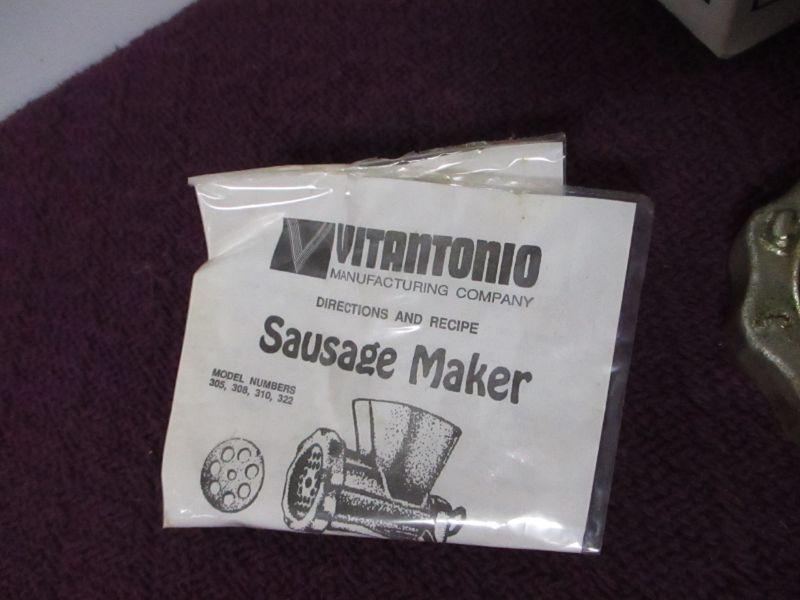 VITANTONIO
MANUFACTURING COMPANY
DIRECTIONS AND RECIPE
Sausage Maker
MODEL NUMBERS
305, 308, 310, 322